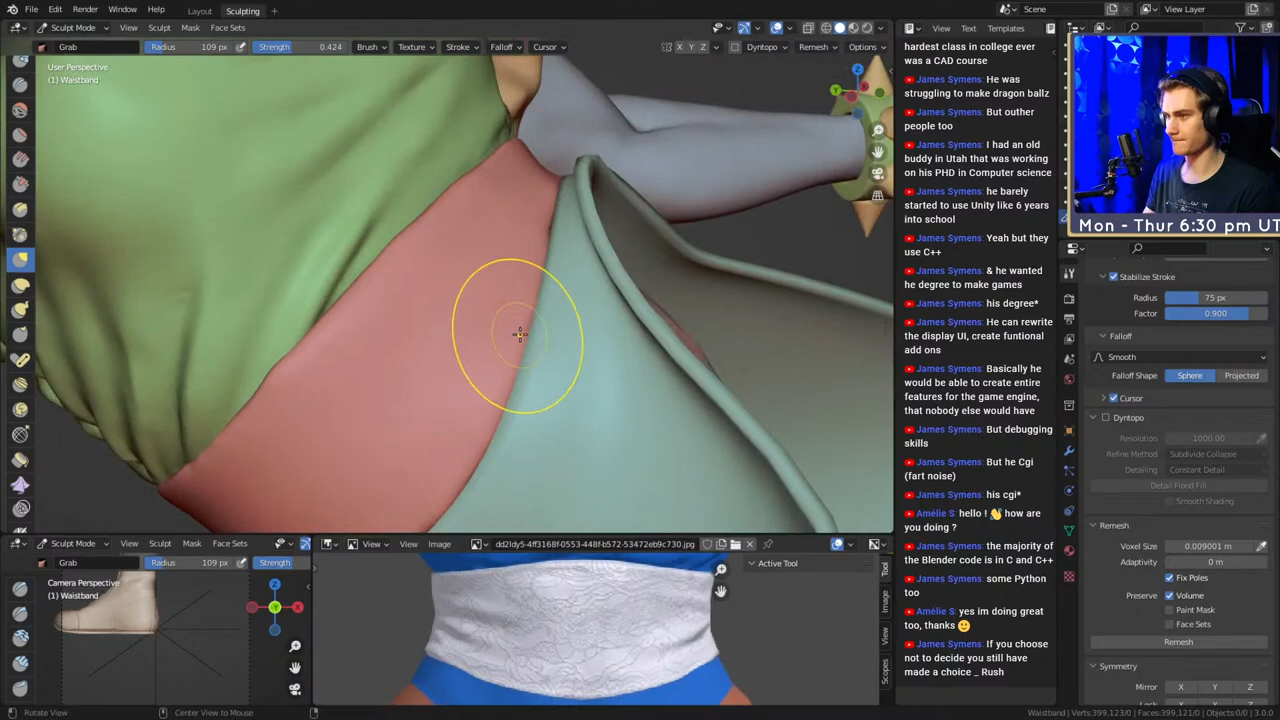 File Edit Render Window Help Layout Sculpting Scene View Layer
Sculpt Mode View Sculpt Mask Face Sets
Grab Radius 109 px Strength 0.424 Brush Texture Stroke Falloff Cursor X Y Z Dyntopo Remesh Options
View Text
User Perspective
(1) Waistband
hardest class in college ever
was a CAD course
James Symens: He was
struggling to make dragon ballz
James Symens: But outher
people too
James Symens: I had an old
buddy in Utah that was working
on his PHD in Computer science
James Symens: he barely
started to use Unity like 6 years
into school
James Symens: Yeah but they
use C++
James Symens: & he wanted
he degree to make games
James Symens: his degree*
James Symens: He can rewrite
the display UI, create funtional
add ons
James Symens: Basically he
would be able to create entire
features for the game engine,
that nobody else would have
James Symens: But debugging
skills
James Symens: But he Cgi
(fart noise)
James Symens: his cgi*
Amélie S: hello ! 👋 how are
you doing ?
James Symens: the majority of
the Blender code is in C and C++
James Symens: some Python
too
Amélie S: yes im doing great
too, thanks 🙂
James Symens: If you choose
not to decide you still have
made a choice _ Rush
Mon - Thur 6:30 pm UT
Stabilize Stroke
Radius 75 px
Factor 0.900
Falloff
Smooth
Falloff Shape Sphere Projected
Cursor
Dyntopo
Resolution 1000.00
Refine Method Subdivide Collapse
Detailing Constant Detail
Detail Flood Fill
Smooth Shading
Remesh
Voxel Size 0.009001 m
Adaptivity 0 m
Fix Poles
Preserve Volume
Paint Mask
Face Sets
Remesh
Symmetry
Mirror X Y Z
Lock X Y Z
Sculpt Mode View Sculpt Mask Face Sets
Grab Radius 109 px Strength
Camera Perspective
(1) Waistband
View View Image dd2ldy5-4ff3168f-0553-448f-b572-53472eb9c730.jpg
Active Tool
Tool
Image
View
Scopes
Rotate View Center View to Mouse
Waistband | Verts:399,123/0 | Faces:399,121/0 | Objects:0/0 | 3.0.0